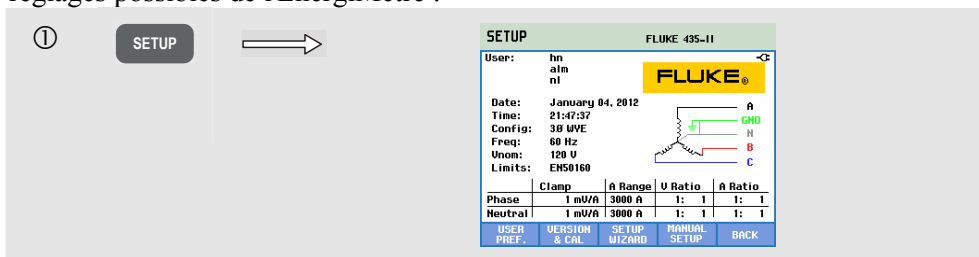 réglages possibles de l'EnergiMètre :
① SETUP
SETUP FLUKE 435-II
User: hn
alm
nl
FLUKE®
Date: January 04, 2012
Time: 21:47:37
Config: 3Ø WYE
Freq: 60 Hz
Vnom: 120 V
Limits: EN50160
A
GND
N
B
C
Clamp A Range V Ratio A Ratio
Phase 1 mV/A 3000 A 1: 1 1: 1
Neutral 1 mV/A 3000 A 1: 1 1: 1
USER PREF. VERSION & CAL SETUP WIZARD MANUAL SETUP BACK